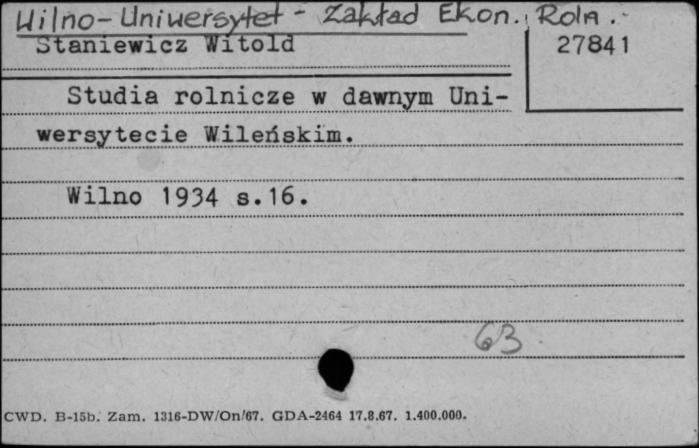 Wilno-Uniwersytet - Zakład Ekon. Roln.
Staniewicz Witold
27841
Studia rolnicze w dawnym Uni-
wersytecie Wileńskim.
Wilno 1934 s.16.
63
CWD. B-15b. Zam. 1316-DW/On/67. GDA-2464 17.8.67. 1.400.000.